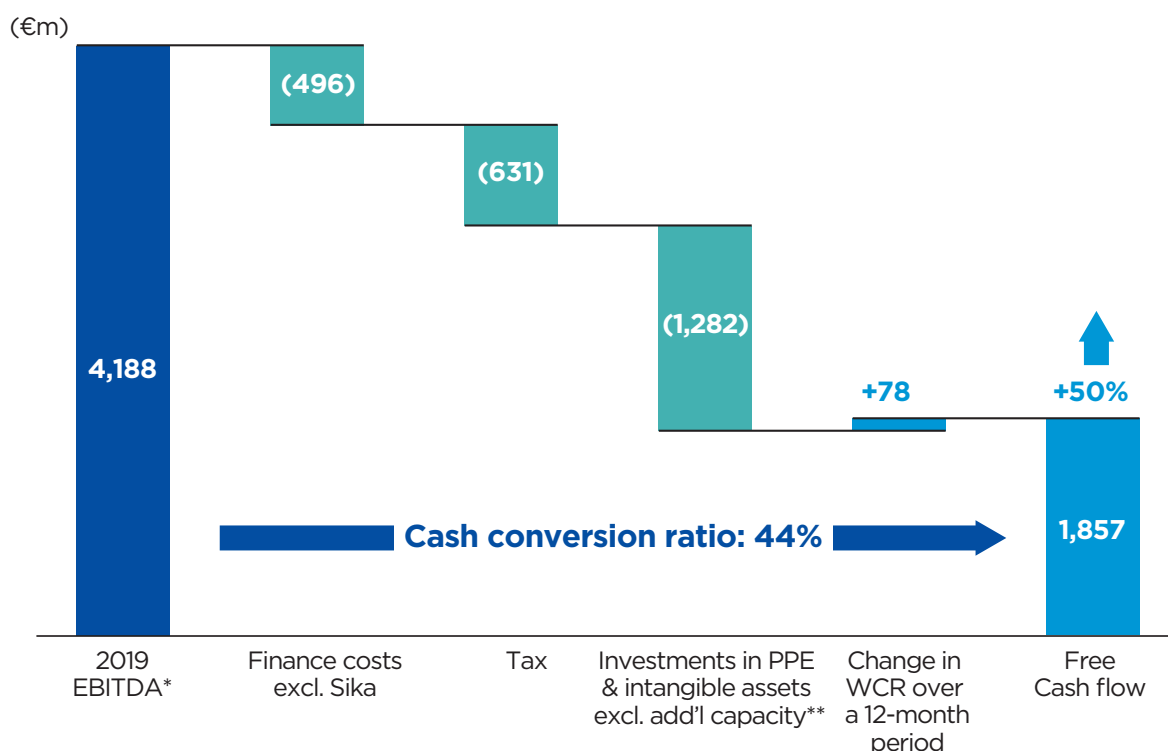 (€m)
(496)
(631)
(1,282)
4,188
+78
+50%
Cash conversion ratio: 44%
1,857
2019
EBITDA*
Finance costs
excl. Sika
Tax
Investments in PPE
& intangible assets
excl. add'l capacity**
Change in
WCR over
a 12-month
period
Free
Cash flow